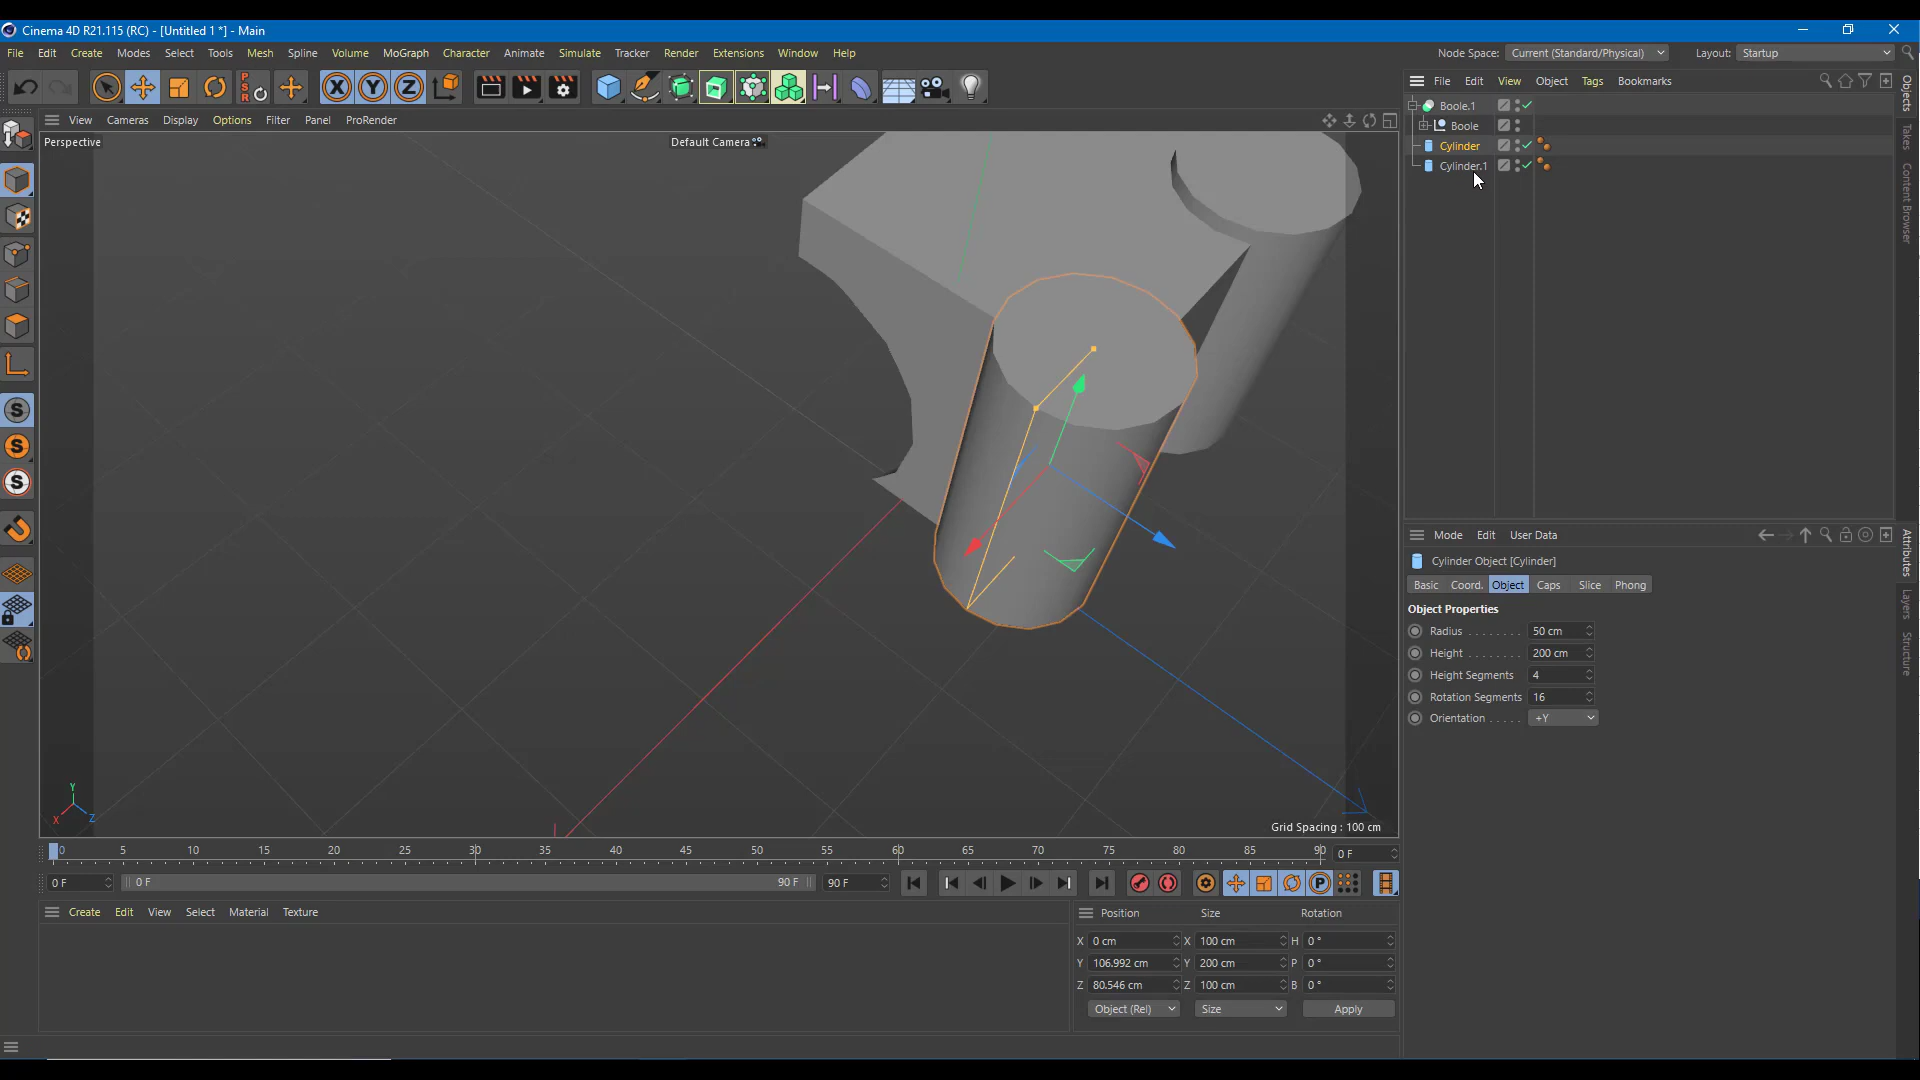 Cinema 4D R21.115 (RC) - [Untitled 1 *] - Main
File Edit Create Modes Select Tools Mesh Spline Volume MoGraph Character Animate Simulate Tracker Render Extensions Window Help
Node Space: Current (Standard/Physical) Layout: Startup
P
S
R
X Y Z
File Edit View Object Tags Bookmarks
View Cameras Display Options Filter Panel ProRender
Perspective
Default Camera
Boole.1
Boole
Cylinder
Cylinder.1
Objects
Takes
Content Browser
Attributes
Layers
Structure
S
S
S
Mode Edit User Data
Cylinder Object [Cylinder]
Basic Coord. Object Caps Slice Phong
Object Properties
Radius . . . . . . . . 50 cm
Height . . . . . . . . 200 cm
Height Segments 4
Rotation Segments 16
Orientation . . . . . +Y
Y
X Z
Grid Spacing : 100 cm
0 5 10 15 20 25 30 35 40 45 50 55 60 65 70 75 80 85 90 0 F
0 F 0 F 90 F 90 F P
Create Edit View Select Material Texture
Position Size Rotation
X 0 cm X 100 cm H 0 °
Y 106.992 cm Y 200 cm P 0 °
Z 80.546 cm Z 100 cm B 0 °
Object (Rel) Size Apply